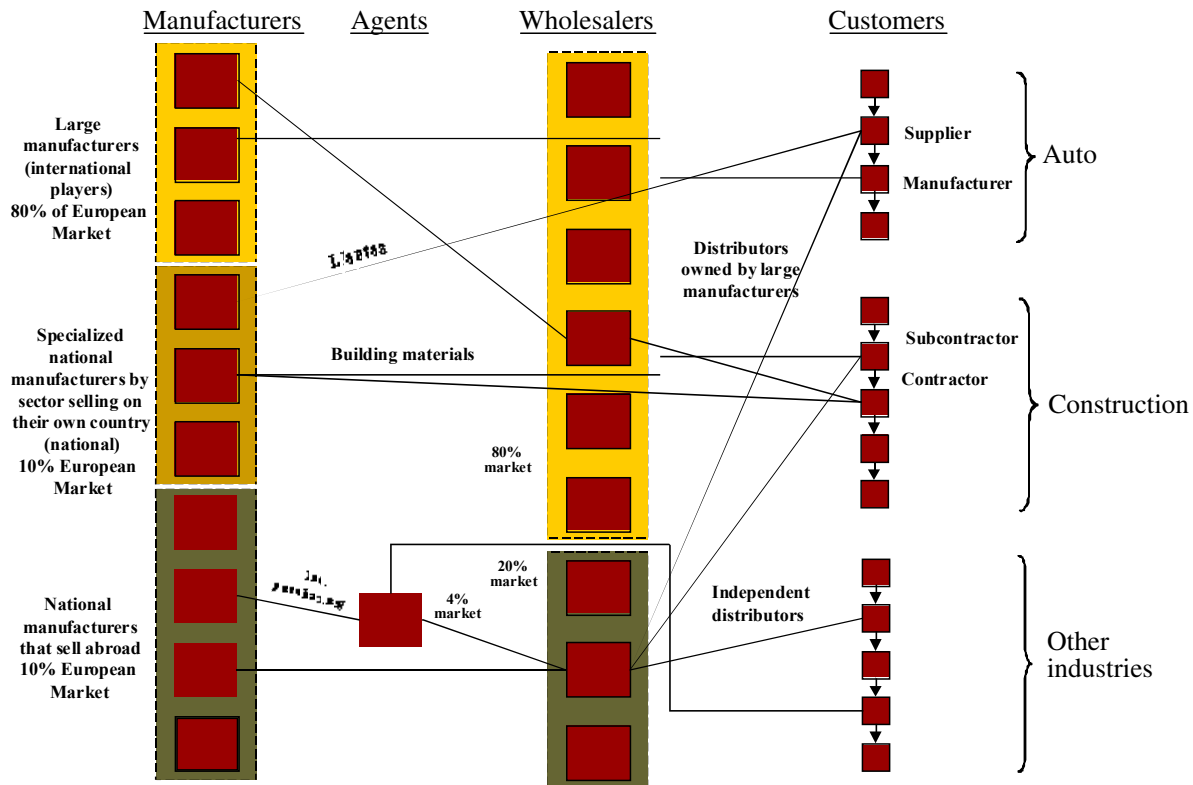 Manufacturers
Agents
Wholesalers
Customers
Large
manufacturers
(international
players)
80% of European
Market
Supplier
Manufacturer
Auto
Distributors
owned by large
manufacturers
Specialized
national
manufacturers by
sector selling on
their own country
(national)
10% European
Market
Building materials
Subcontractor
Contractor
Construction
80%
market
20%
market
4%
market
National
manufacturers
that sell abroad
10% European
Market
Independent
distributors
Other
industries